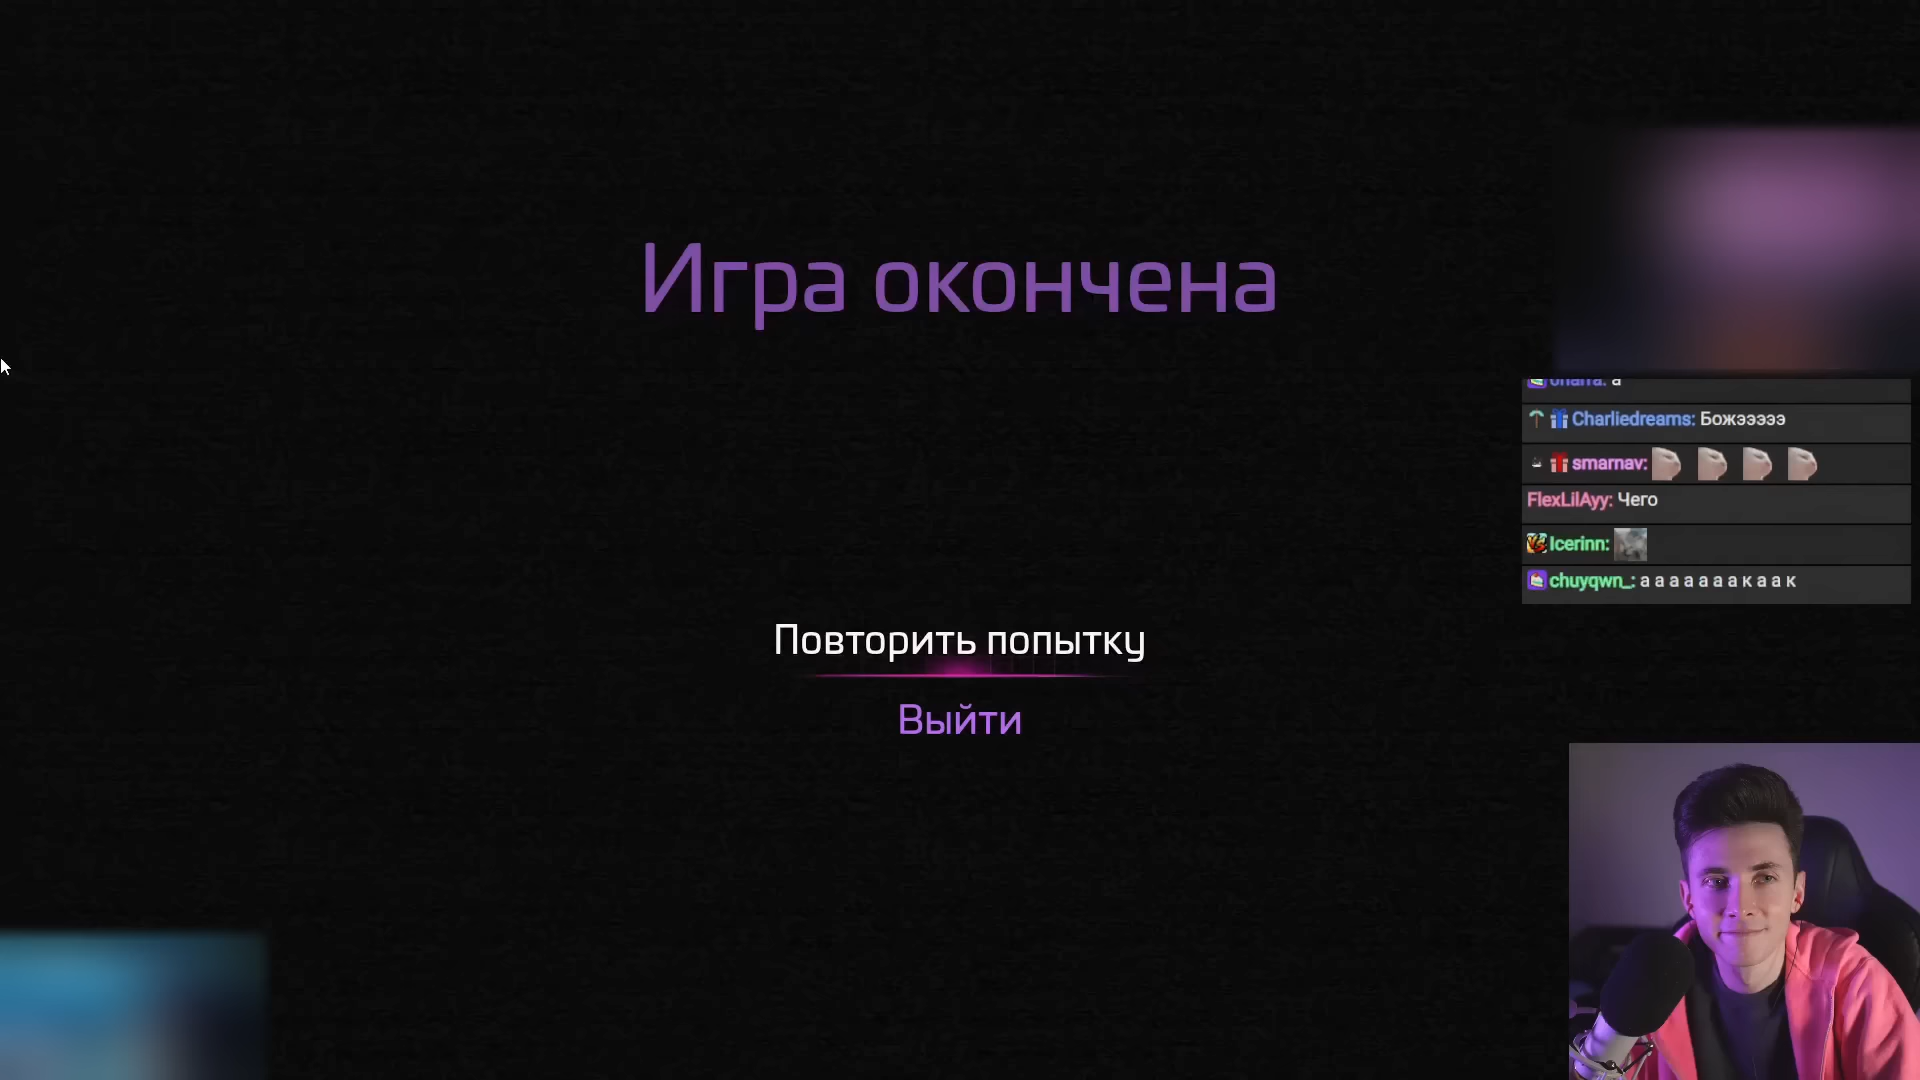 Игра окончена
Повторить попытку
Выйти
Charliedreams: Божэээээ
smarnav:
FlexLilAyy: Чего
Icerinn:
chuyqwn_: а а а а а а а к а а к